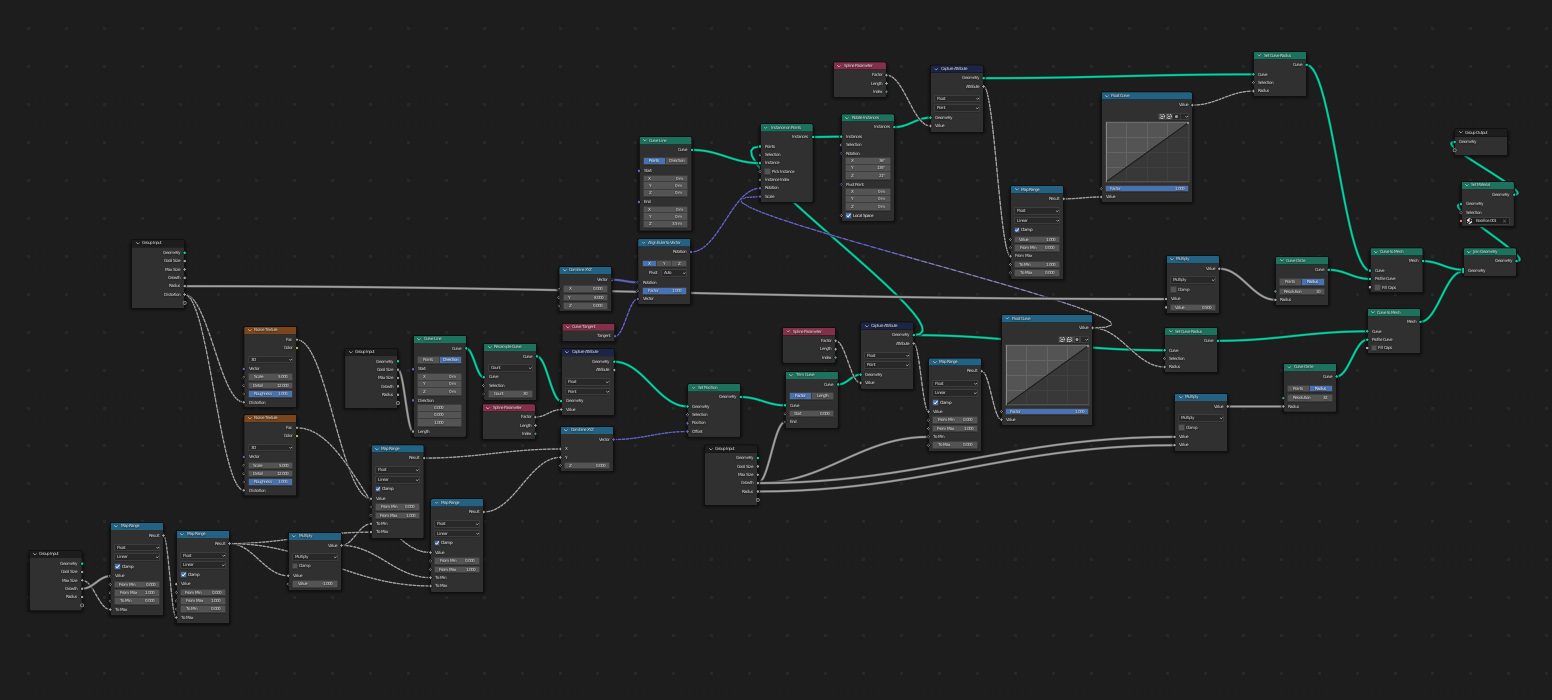 Group Input
Geometry
Goal Size
Max Size
Growth
Radius
Distortion
Noise Texture
Fac
Color
3D
Vector
Scale 5.000
Detail 12.000
Roughness 1.000
Distortion
Noise Texture
Fac
Color
3D
Vector
Scale 5.000
Detail 12.000
Roughness 1.000
Distortion
Group Input
Geometry
Goal Size
Max Size
Growth
Radius
Map Range
Result
Float
Linear
Clamp
Value
From Min 0.000
From Max 1.000
To Min 0.000
To Max
Map Range
Result
Float
Linear
Clamp
Value
From Min 0.000
From Max 1.000
To Min 0.000
To Max
Multiply
Value
Multiply
Clamp
Value
Value -1.000
Group Input
Geometry
Goal Size
Max Size
Growth
Radius
Curve Line
Curve
Points Direction
Start
X 0 m
Y 0 m
Z 0 m
Direction
0.000
0.000
1.000
Length
Resample Curve
Curve
Count
Curve
Selection
Count
Spline Parameter
Factor
Length
Index
Map Range
Result
Float
Linear
Clamp
Value
From Min 0.000
From Max 1.000
To Min
To Max
Map Range
Result
Float
Linear
Clamp
Value
From Min 0.000
From Max 1.000
To Min
To Max
Combine XYZ
Vector
X 0.000
Y 0.000
Z 0.000
Curve Tangent
Tangent
Capture Attribute
Geometry
Attribute
Float
Point
Geometry
Value
Combine XYZ
Vector
X
Y
Z 0.000
Curve Line
Curve
Points Direction
Start
X 0 m
Y 0 m
Z 0 m
End
X 0 m
Y 0 m
Z
Align Euler to Vector
Rotation
X Y Z
Pivot Auto
Rotation
Factor 1.000
Vector
Set Position
Geometry
Geometry
Selection
Position
Offset
Group Input
Geometry
Goal Size
Max Size
Growth
Radius
Instance on Points
Instances
Points
Selection
Instance
Pick Instance
Instance Index
Rotation
Scale
Spline Parameter
Factor
Length
Index
Rotate Instances
Instances
Instances
Selection
Rotation
X
Y
Z
Pivot Point
X 0 m
Y 0 m
Z 0 m
Local Space
Capture Attribute
Geometry
Attribute
Float
Point
Geometry
Value
Spline Parameter
Factor
Length
Index
Trim Curve
Curve
Factor Length
Curve
Start 0.000
End
Capture Attribute
Geometry
Attribute
Float
Point
Geometry
Value
Map Range
Result
Float
Linear
Clamp
Value
From Min 0.000
From Max 1.000
To Min
To Max 0.000
Map Range
Result
Float
Linear
Clamp
Value 1.000
From Min 0.000
From Max
To Min 1.000
To Max 0.000
Float Curve
Value
Factor 1.000
Value
Float Curve
Value
Factor 1.000
Value
Set Curve Radius
Curve
Curve
Selection
Radius
Multiply
Value
Multiply
Clamp
Value
Value 0.500
Set Curve Radius
Curve
Curve
Selection
Radius
Multiply
Value
Multiply
Clamp
Value
Value
Curve Circle
Curve
Points Radius
Resolution
Radius
Curve Circle
Curve
Points Radius
Resolution
Radius
Curve to Mesh
Mesh
Curve
Profile Curve
Fill Caps
Curve to Mesh
Mesh
Curve
Profile Curve
Fill Caps
Join Geometry
Geometry
Geometry
Set Material
Geometry
Geometry
Selection
Group Output
Geometry